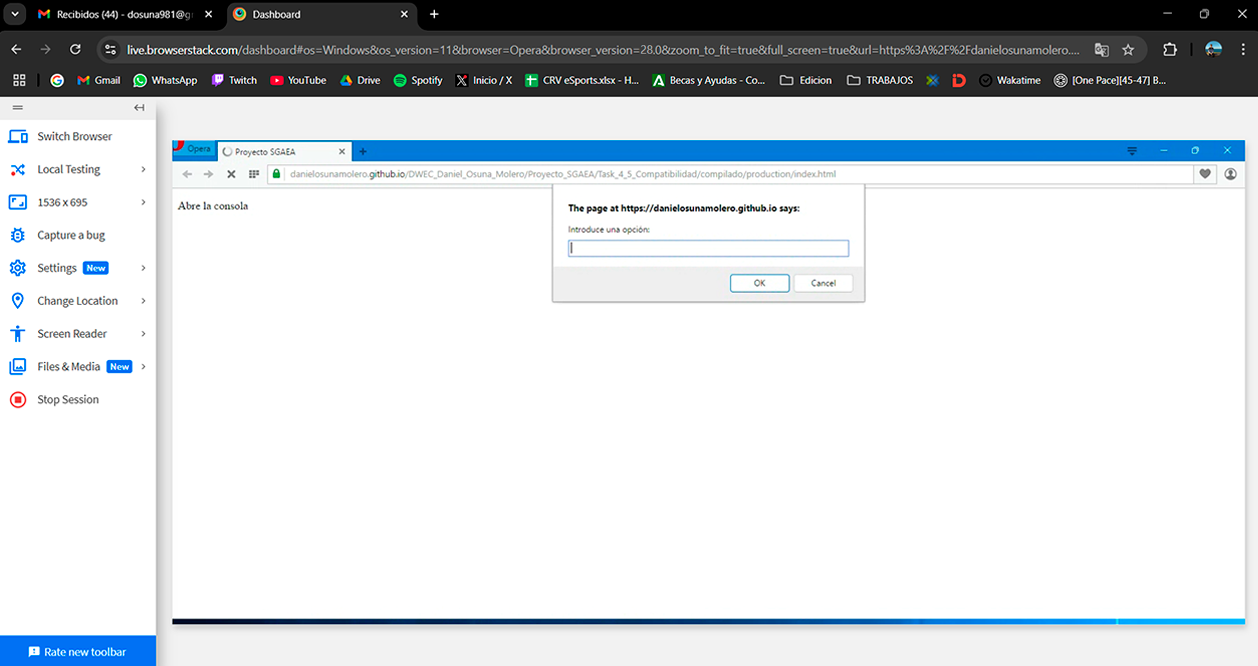 Recibidos (44) - dosuna981@g
Dashboard
live.browserstack.com/dashboard#os=Windows&os_version=11&browser=Opera&browser_version=28.0&zoom_to_fit=true&full_screen=true&url=https%3A%2F%2Fdanielosunamolero....
Gmail WhatsApp Twitch YouTube Drive Spotify Inicio / X CRV eSports.xlsx - H... Becas y Ayudas - Co... Edicion TRABAJOS Wakatime [One Pace][45-47] B...
Switch Browser
Local Testing
1536 x 695
Capture a bug
Settings New
Change Location
Screen Reader
Files & Media New
Stop Session
Rate new toolbar
Opera Proyecto SGAEA
danielosunamolero.github.io/DWEC_Daniel_Osuna_Molero/Proyecto_SGAEA/Task_4_5_Compatibilidad/compilado/production/index.html
Abre la consola
The page at https://danielosunamolero.github.io says:
Introduce una opción:
OK Cancel